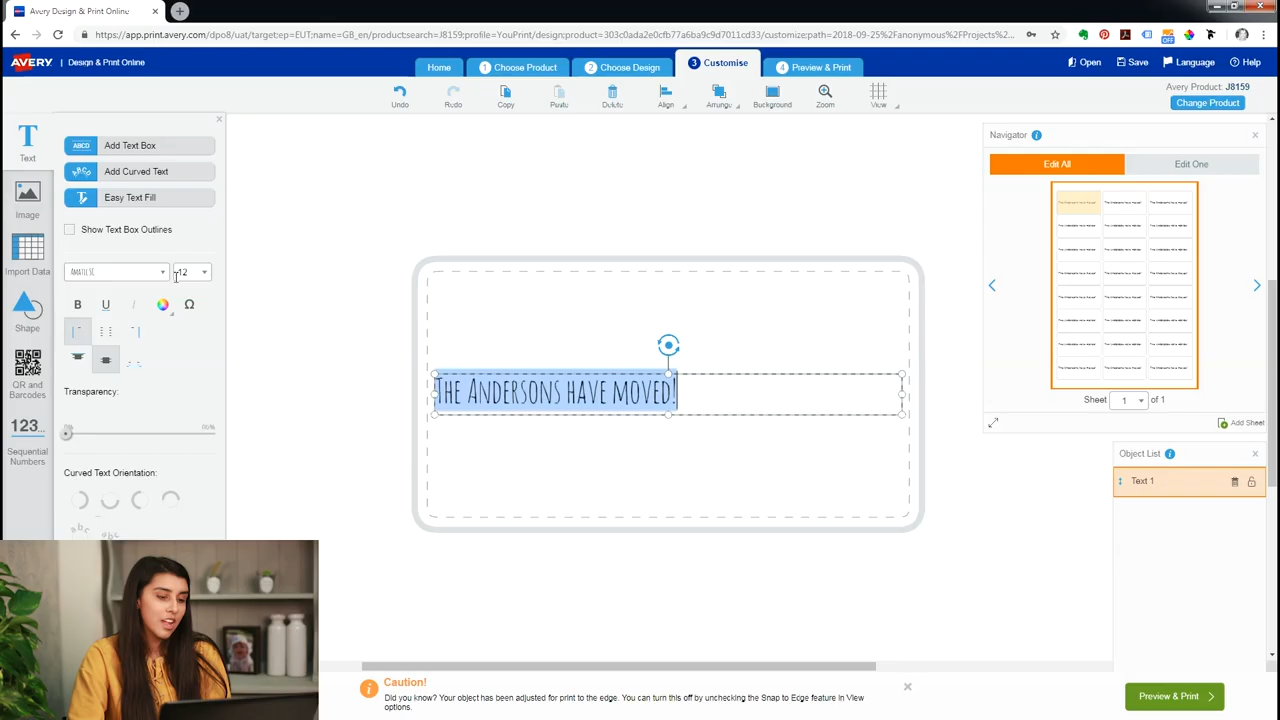 Avery Design & Print Online
https://app.print.avery.com/dpo8/uat/target:ep=EUT;name=GB_en/product:search=J8159;profile=YouPrint/design:product=303c0ada2e0cfb77a6ba9c9d7011cd33/customize:path=2018-09-25%2Fanonymous%2FProjects%2F...
AVERY Design & Print Online
Home
1 Choose Product
2 Choose Design
3 Customise
4 Preview & Print
Open
Save
Language
Help
Undo
Redo
Copy
Paste
Delete
Align
Arrange
Background
Zoom
View
Avery Product: J8159
Change Product
T
Text
Image
Import Data
Shape
QR and Barcodes
123...
Sequential Numbers
ABCD Add Text Box
Add Curved Text
Easy Text Fill
Show Text Box Outlines
12
B U I Ω
Transparency:
Curved Text Orientation:
The Andersons have moved!
Navigator
Edit All
Edit One
Sheet 1 of 1
Add Sheet
Object List
Text 1
Caution!
Did you know? Your object has been adjusted for print to the edge. You can turn this off by unchecking the Snap to Edge feature in View
options.
Preview & Print